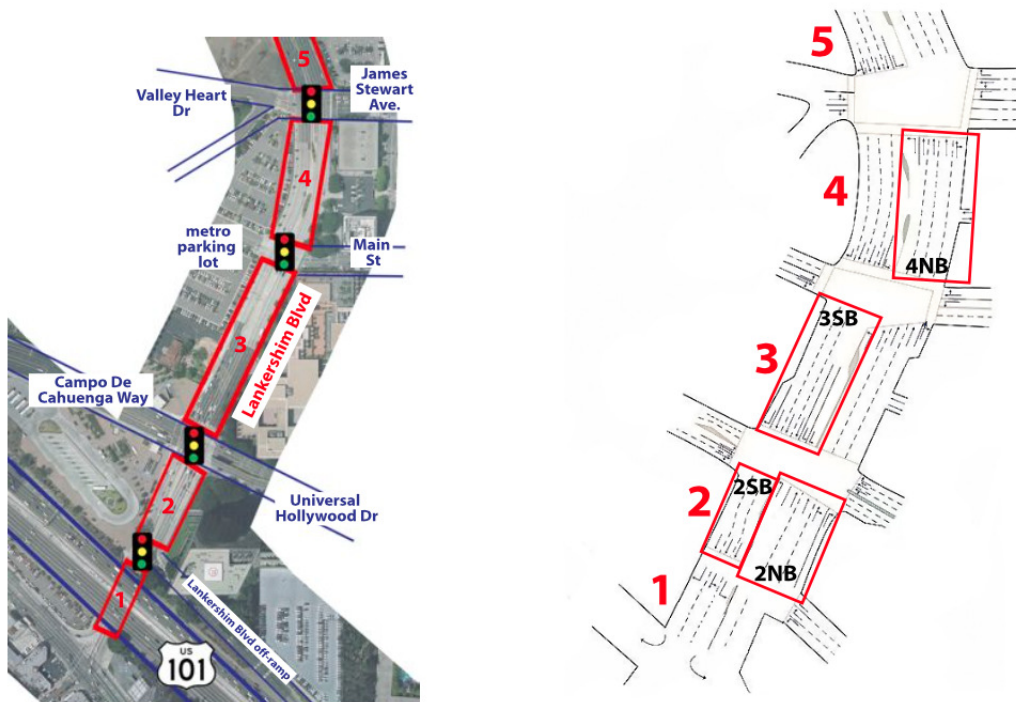 5
James
Stewart
Ave.
Valley Heart
Dr
4
metro
parking
lot
Main
St
3
Lankershim Blvd
Campo De
Cahuenga Way
2
Universal
Hollywood Dr
1
Lankershim Blvd off-ramp
US
101
5
4
4NB
3SB
3
2SB
2
2NB
1